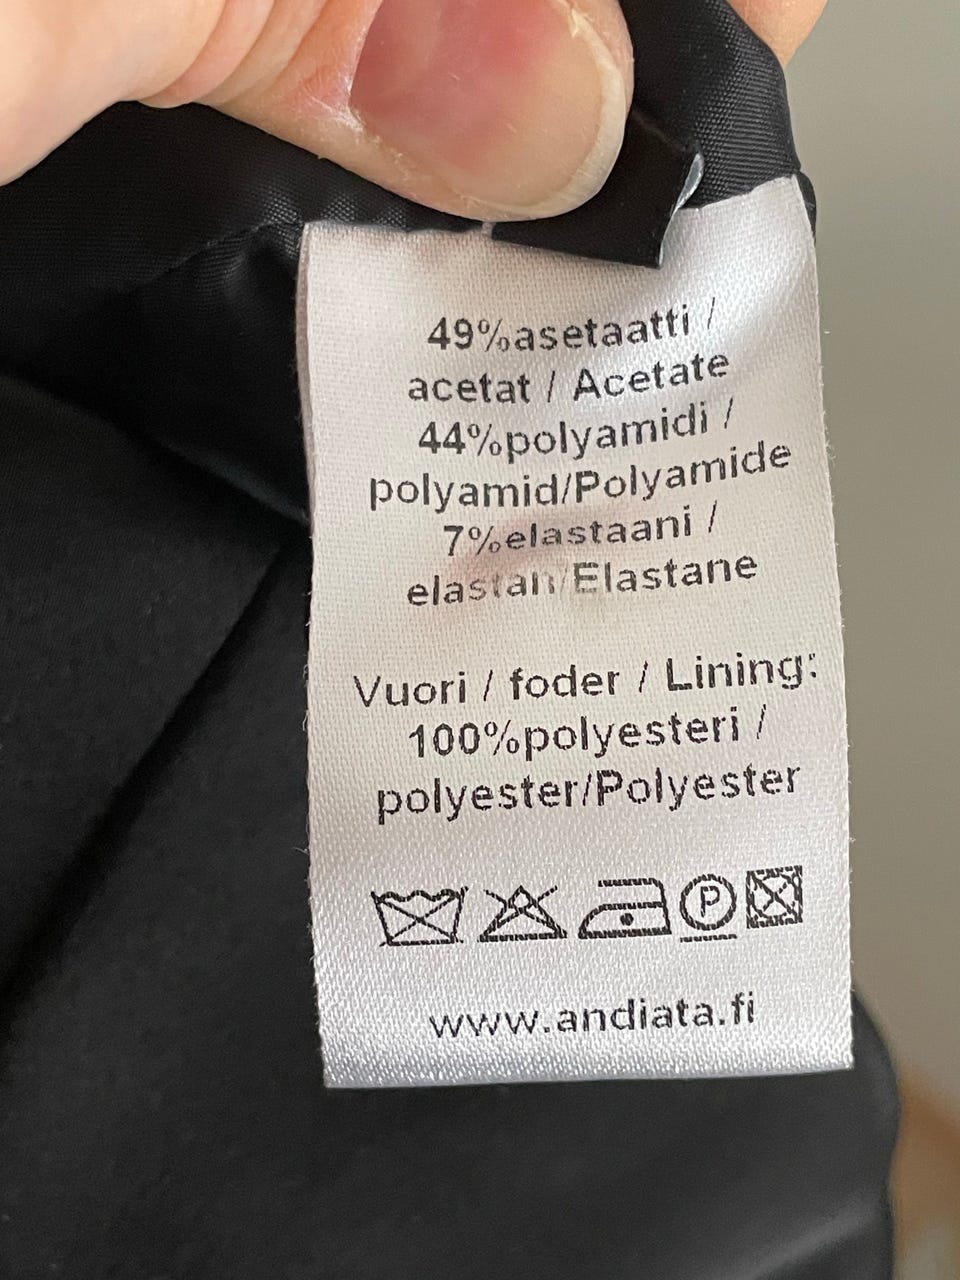 49%asetaatti /
acetat / Acetate
44%polyamidi /
polyamid/Polyamide
7%elastaani /
elastan/Elastane
Vuori / foder / Lining:
100%polyesteri /
polyester/Polyester
P
www.andiata.fi